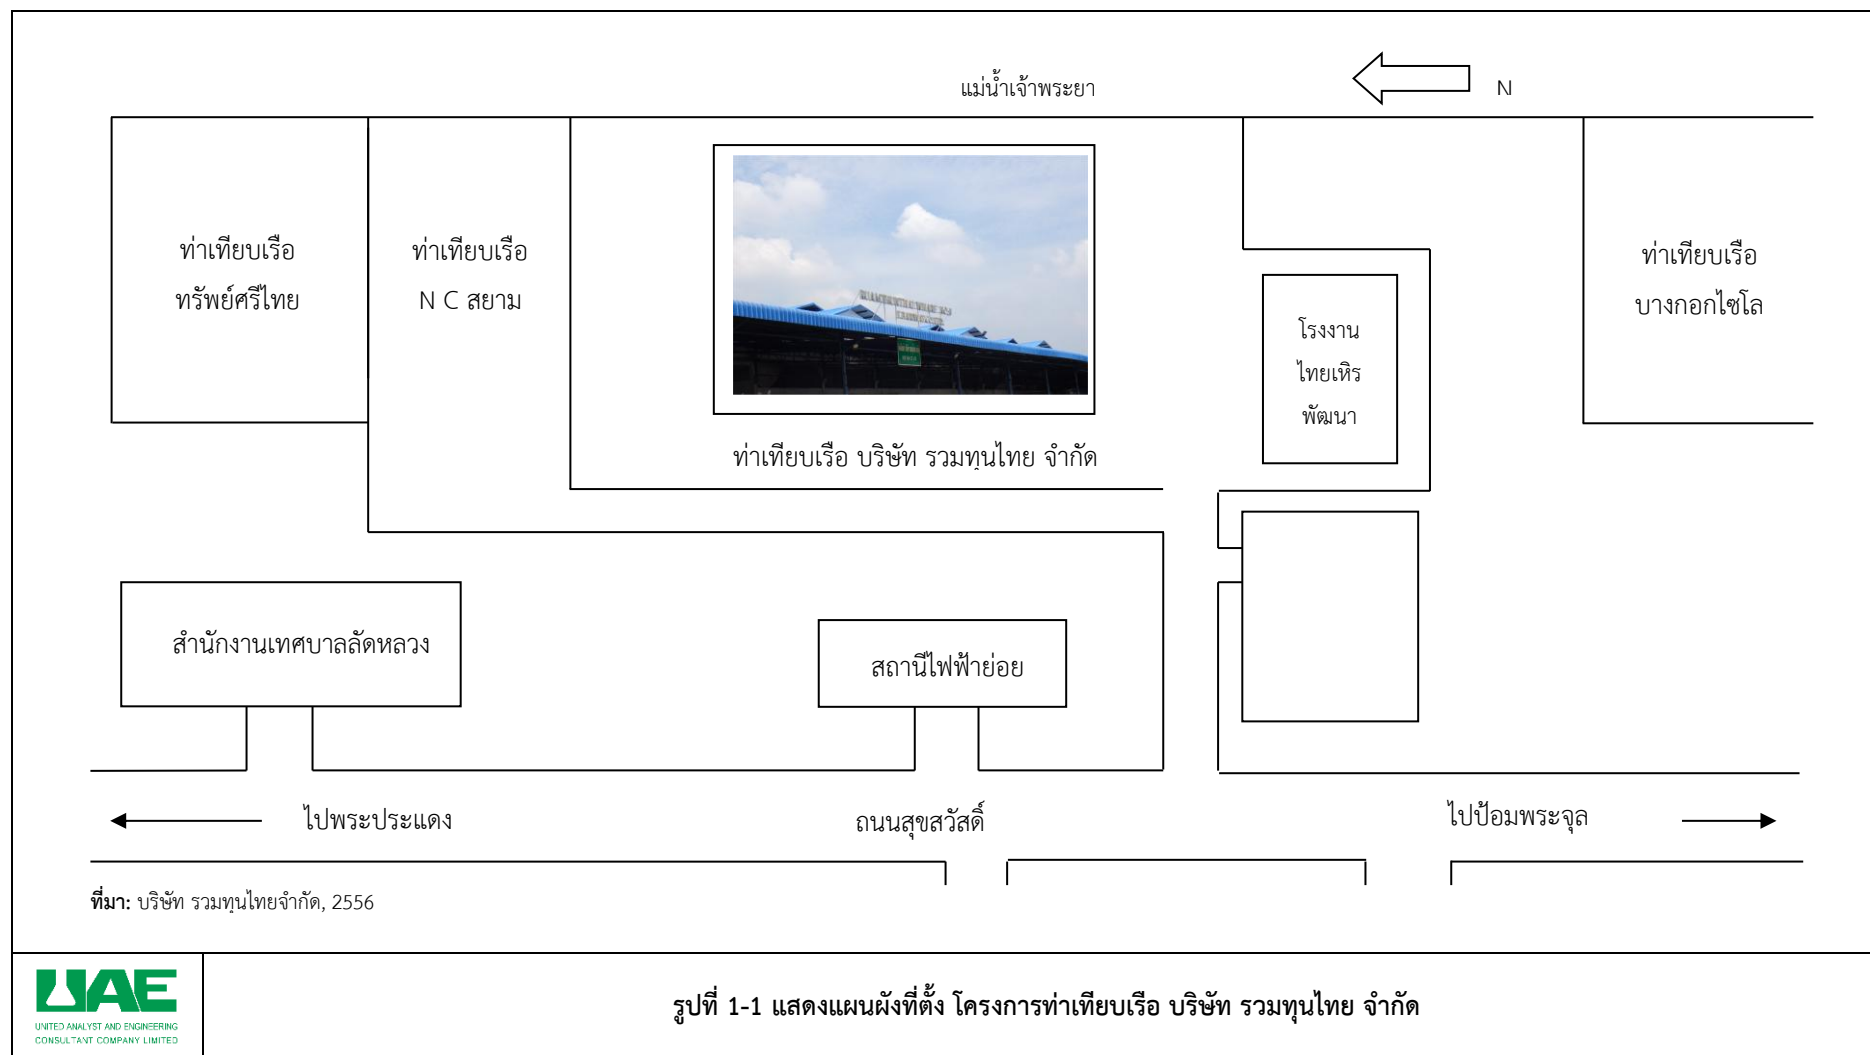 แม่น้ำเจ้าพระยา
N
ท่าเทียบเรือ
ทรัพย์ศรีไทย
ท่าเทียบเรือ
N C สยาม
ท่าเทียบเรือ
บางกอกไซโล
โรงงาน
ไทยเหิร
พัฒนา
ท่าเทียบเรือ บริษัท รวมทุนไทย จำกัด
สำนักงานเทศบาลลัดหลวง
สถานีไฟฟ้าย่อย
ไปพระประแดง
ถนนสุขสวัสดิ์
ไปป้อมพระจุล
ที่มา: บริษัท รวมทุนไทยจำกัด, 2556
UAE
UNITED ANALYST AND ENGINEERING
CONSULTANT COMPANY LIMITED
รูปที่ 1-1 แสดงแผนผังที่ตั้ง โครงการท่าเทียบเรือ บริษัท รวมทุนไทย จำกัด